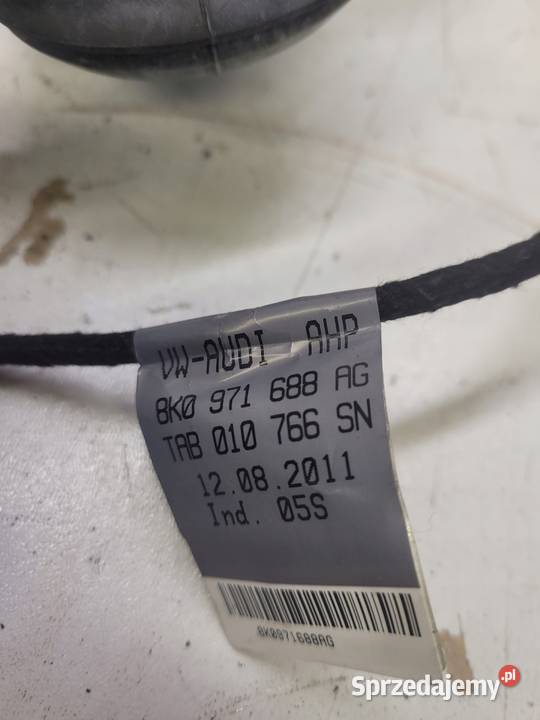 VW-AUDI AHP
8K0 971 688 AG
TAB 010 766 SN
12.08.2011
Ind. 05S
8K0971688AG
Sprzedajemy.pl